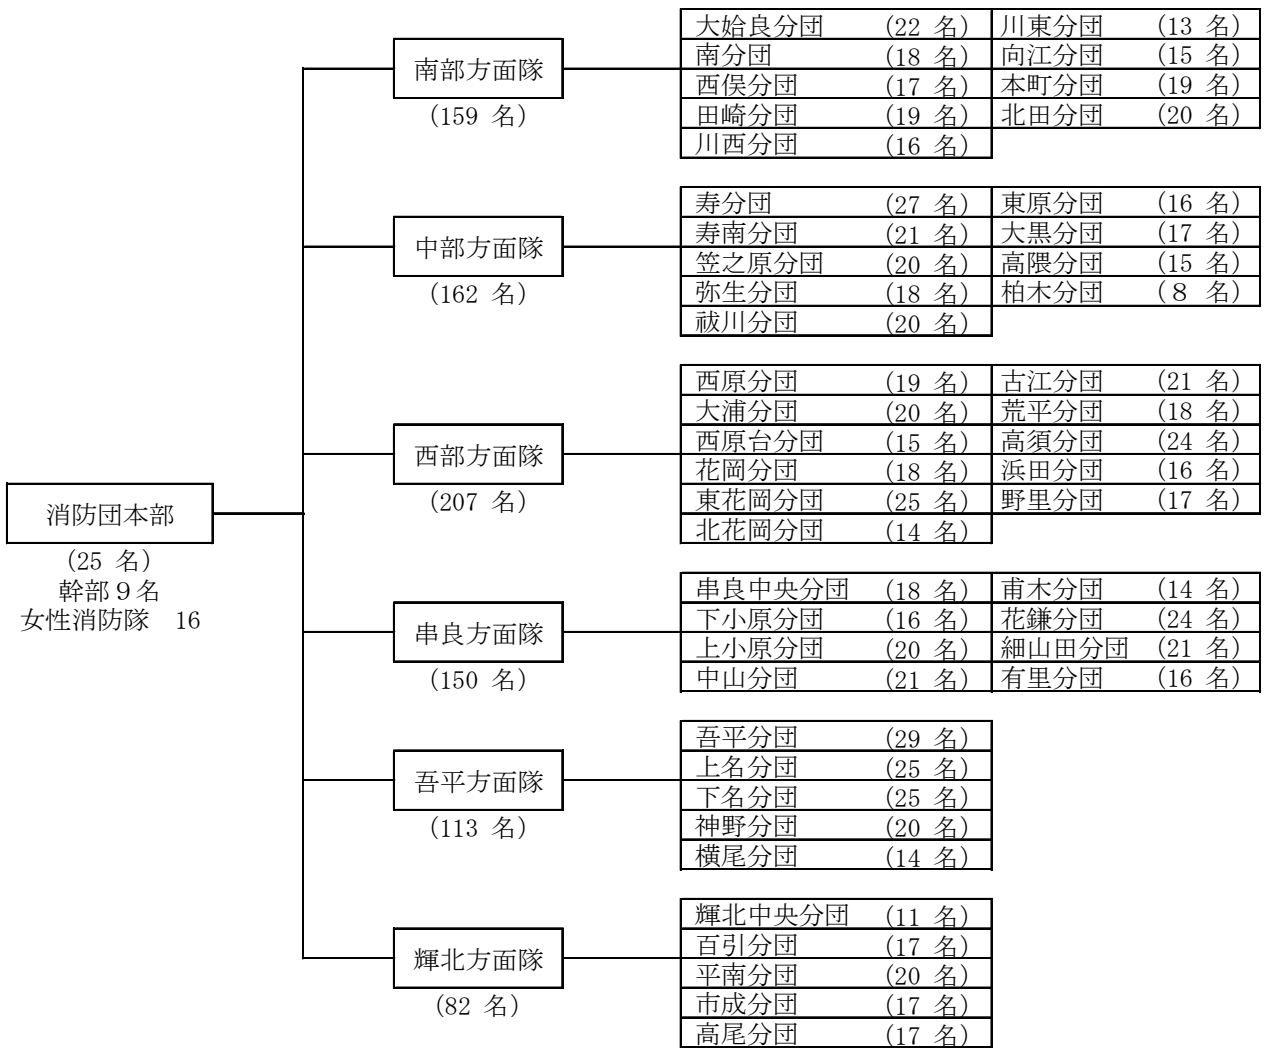 大姶良分団 (22 名) 川東分団 (13 名)
南分団 (18 名) 向江分団 (15 名)
南部方面隊
西俣分団 (17 名) 本町分団 (19 名)
(159 名)
田崎分団 (19 名) 北田分団 (20 名)
川西分団 (16 名)
寿分団 (27 名) 東原分団 (16 名)
寿南分団 (21 名) 大黒分団 (17 名)
中部方面隊
笠之原分団 (20 名) 高隈分団 (15 名)
(162 名)
弥生分団 (18 名) 柏木分団 (８ 名)
祓川分団 (20 名)
西原分団 (19 名) 古江分団 (21 名)
大浦分団 (20 名) 荒平分団 (18 名)
西部方面隊
西原台分団 (15 名) 高須分団 (24 名)
花岡分団 (18 名) 浜田分団 (16 名)
(207 名)
東花岡分団 (25 名) 野里分団 (17 名)
北花岡分団 (14 名)
消防団本部
(25 名)
幹部９名
女性消防隊　16
串良中央分団 (18 名) 甫木分団 (14 名)
下小原分団 (16 名) 花鎌分団 (24 名)
串良方面隊
上小原分団 (20 名) 細山田分団 (21 名)
(150 名)
中山分団 (21 名) 有里分団 (16 名)
吾平分団 (29 名)
上名分団 (25 名)
吾平方面隊
下名分団 (25 名)
(113 名)
神野分団 (20 名)
横尾分団 (14 名)
輝北中央分団 (11 名)
百引分団 (17 名)
輝北方面隊
平南分団 (20 名)
(82 名)
市成分団 (17 名)
高尾分団 (17 名)